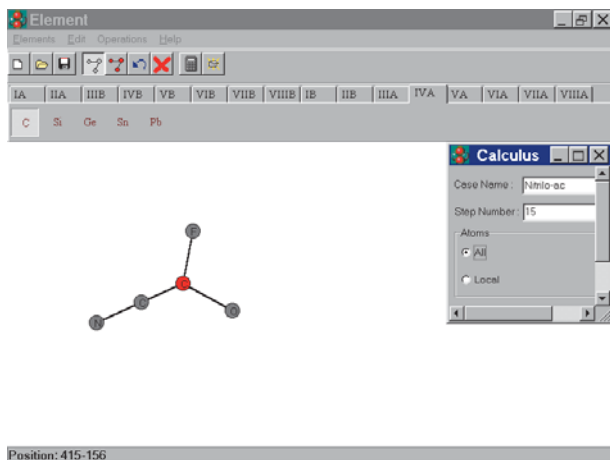 Element
Elements Edit Operations Help
IA IIA IIIB IVB VB VIB VIIB VIIIB IB IIB IIIA IVA VA VIA VIIA VIIIA
C Si Ge Sn Pb
Calculus
Case Name : Nitrilo-ac
Step Number : 15
Atoms
All
Local
F
C
C
O
N
Position: 415-156